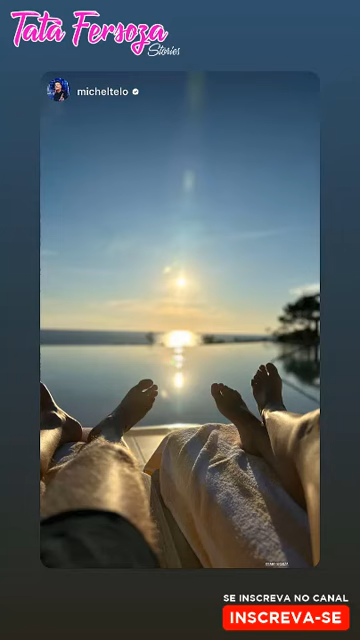 Tatá Fersoza
Stories
micheltelo
SE INSCREVA NO CANAL
INSCREVA-SE